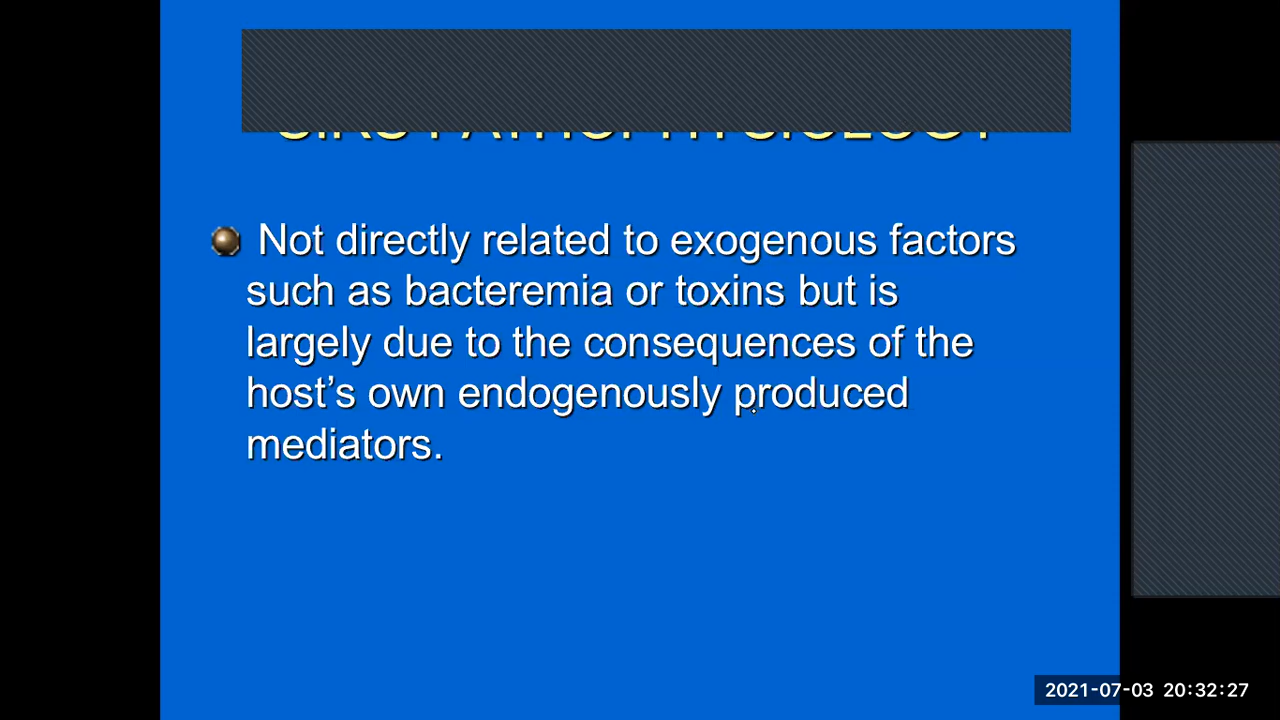 Not directly related to exogenous factors
such as bacteremia or toxins but is
largely due to the consequences of the
host’s own endogenously produced
mediators.
2021-07-03 20:32:27